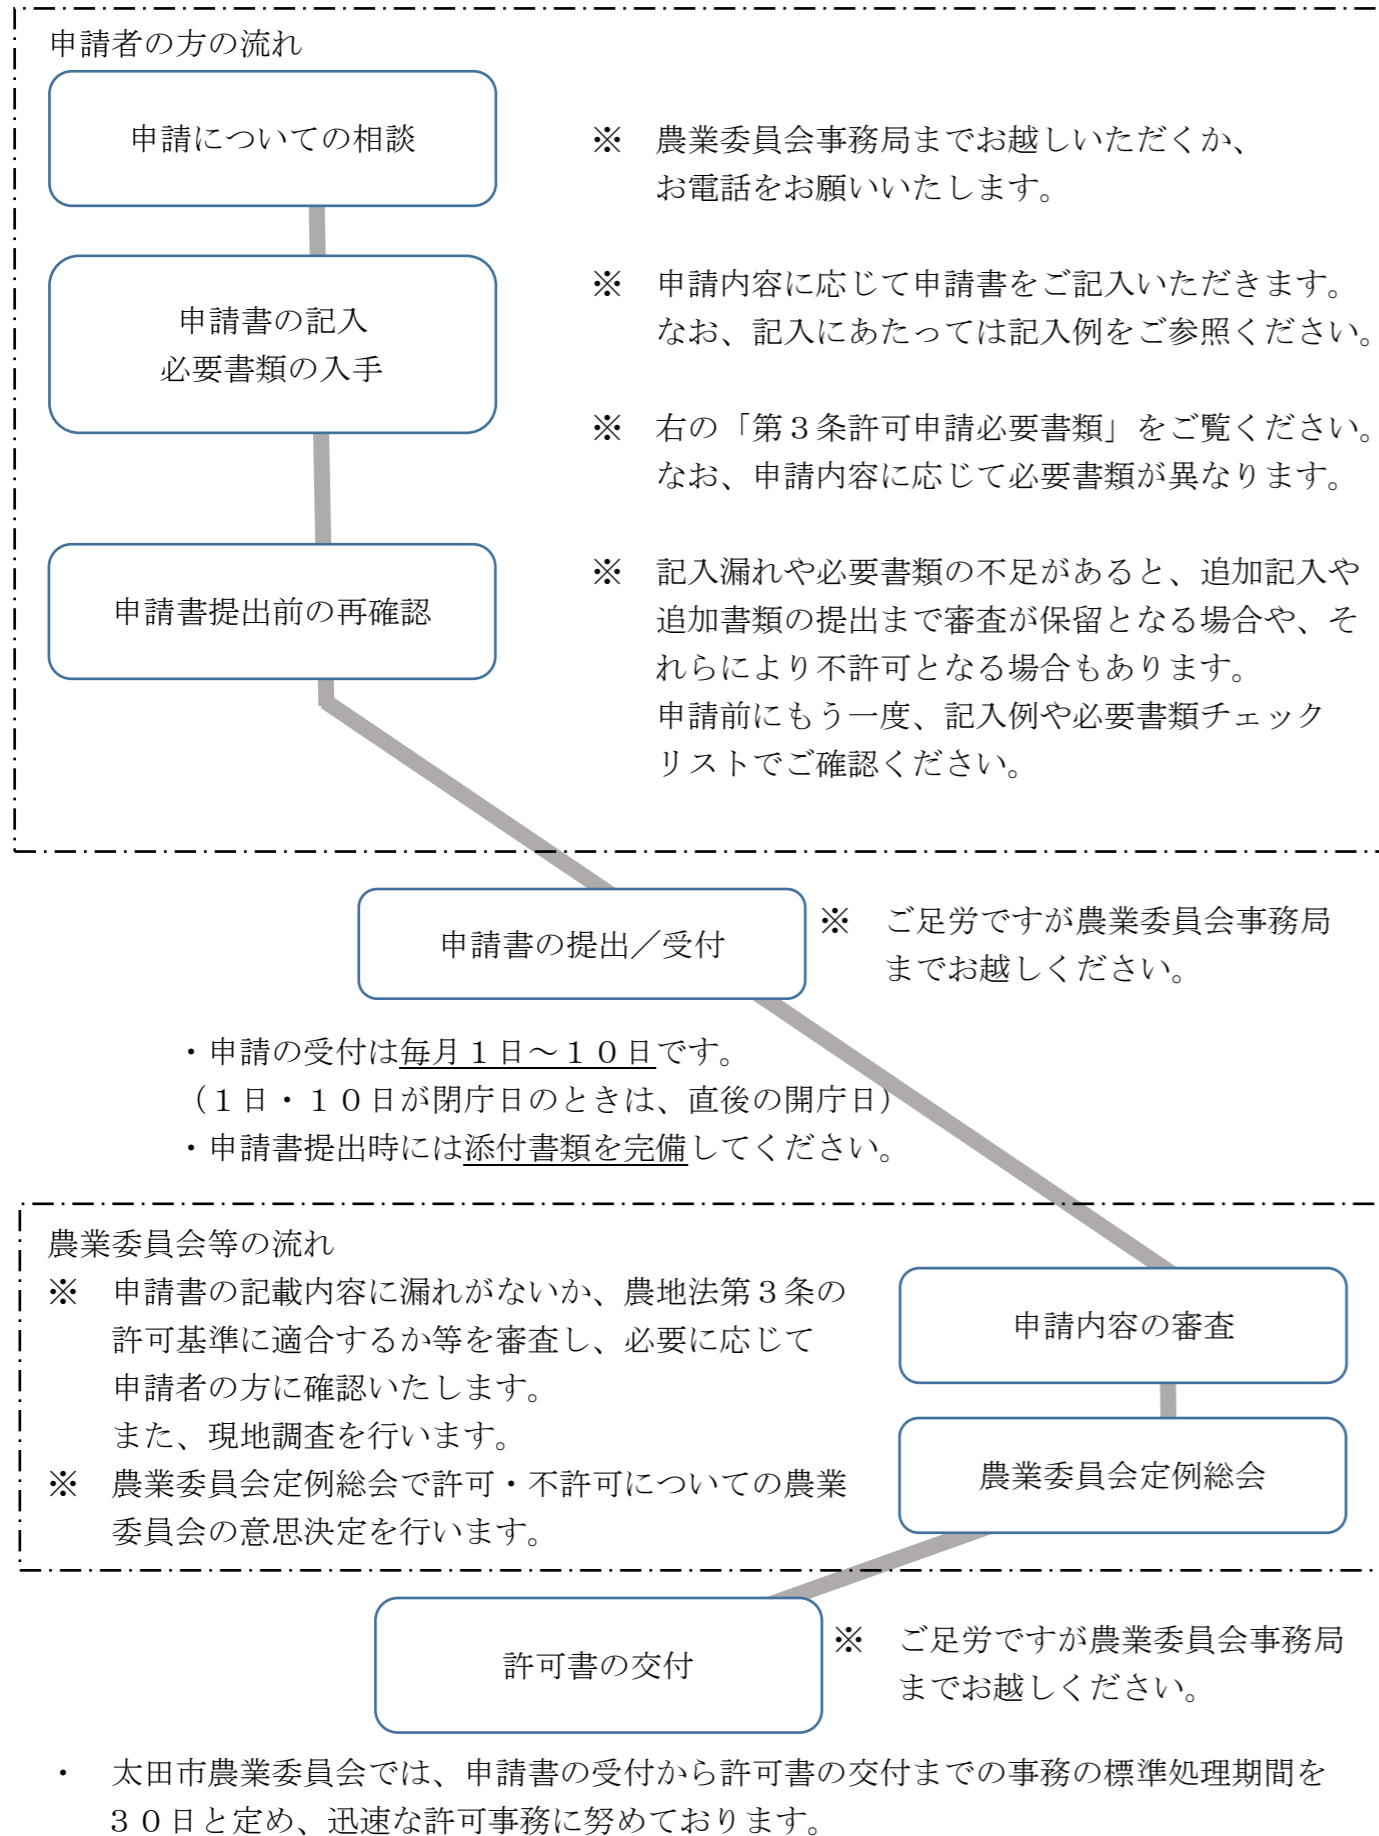 申請者の方の流れ
申請についての相談
※　農業委員会事務局までお越しいただくか、
お電話をお願いいたします。
申請書の記入
必要書類の入手
※　申請内容に応じて申請書をご記入いただきます。
なお、記入にあたっては記入例をご参照ください。
※　右の「第３条許可申請必要書類」をご覧ください。
なお、申請内容に応じて必要書類が異なります。
申請書提出前の再確認
※　記入漏れや必要書類の不足があると、追加記入や
追加書類の提出まで審査が保留となる場合や、そ
れらにより不許可となる場合もあります。
申請前にもう一度、記入例や必要書類チェック
リストでご確認ください。
申請書の提出／受付
※　ご足労ですが農業委員会事務局
までお越しください。
・申請の受付は毎月１日～１０日です。
（１日・１０日が閉庁日のときは、直後の開庁日）
・申請書提出時には添付書類を完備してください。
農業委員会等の流れ
※　申請書の記載内容に漏れがないか、農地法第３条の
許可基準に適合するか等を審査し、必要に応じて
申請者の方に確認いたします。
また、現地調査を行います。
※　農業委員会定例総会で許可・不許可についての農業
委員会の意思決定を行います。
申請内容の審査
農業委員会定例総会
許可書の交付
※　ご足労ですが農業委員会事務局
までお越しください。
・　太田市農業委員会では、申請書の受付から許可書の交付までの事務の標準処理期間を
３０日と定め、迅速な許可事務に努めております。